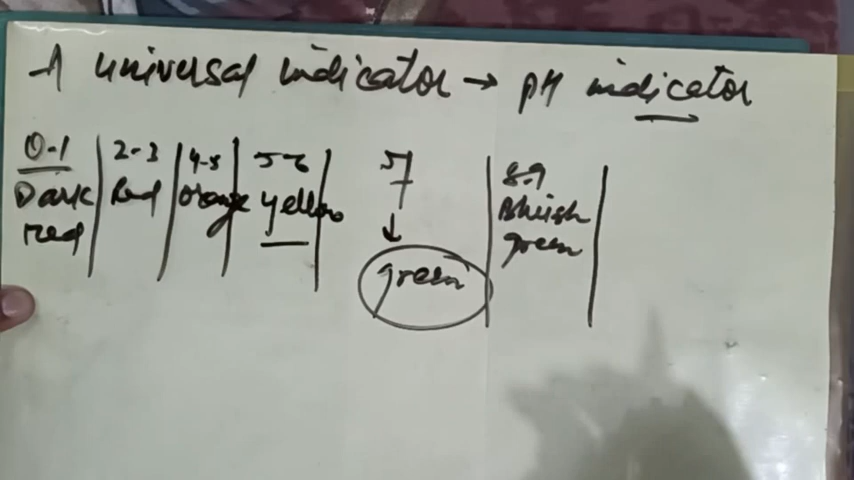 A universal indicator → pH indicator
0-1
Dark
red
2-3
Red
4-5
orange
5-6
yellow
7
↓
green
8-9
Bluish
green